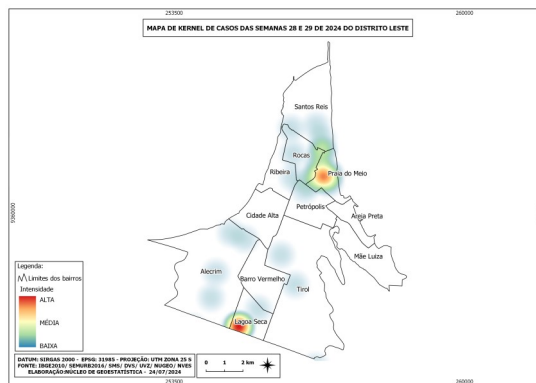 253500
260000
MAPA DE KERNEL DE CASOS DAS SEMANAS 28 E 29 DE 2024 DO DISTRITO LESTE
Santos Reis
Rocas
Ribeira
Praia do Meio
Petrópolis
9360000
Cidade Alta
Areia Preta
Mãe Luiza
Alecrim
Barro Vermelho
Tirol
Lagoa Seca
Legenda:
Limites dos bairros
Intensidade
ALTA
MÉDIA
BAIXA
DATUM: SIRGAS 2000 - EPSG: 31985 - PROJEÇÃO: UTM ZONA 25 S
FONTE: IBGE2010/ SEMURB2016/ SMS/ DVS/ UVZ/ NUGEO/ NVES
ELABORAÇÃO:NÚCLEO DE GEOESTATÍSTICA - 24/07/2024
0 1 2 km
253500
260000